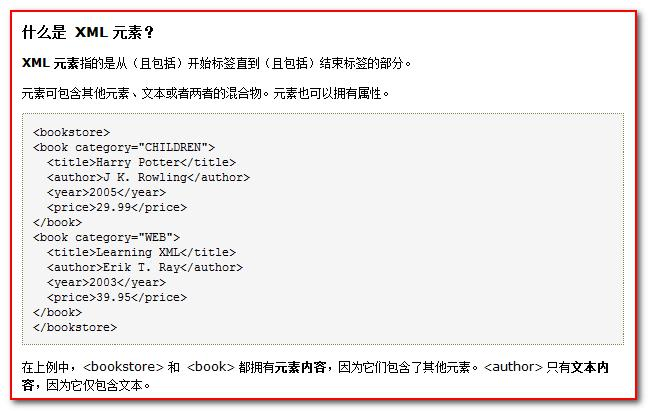 什么是 XML 元素？
XML 元素指的是从（且包括）开始标签直到（且包括）结束标签的部分。
元素可包含其他元素、文本或者两者的混合物。元素也可以拥有属性。
<bookstore>
<book category="CHILDREN">
  <title>Harry Potter</title>
  <author>J K. Rowling</author>
  <year>2005</year>
  <price>29.99</price>
</book>
<book category="WEB">
  <title>Learning XML</title>
  <author>Erik T. Ray</author>
  <year>2003</year>
  <price>39.95</price>
</book>
</bookstore>
在上例中，<bookstore> 和 <book> 都拥有元素内容，因为它们包含了其他元素。<author> 只有文本内
容，因为它仅包含文本。